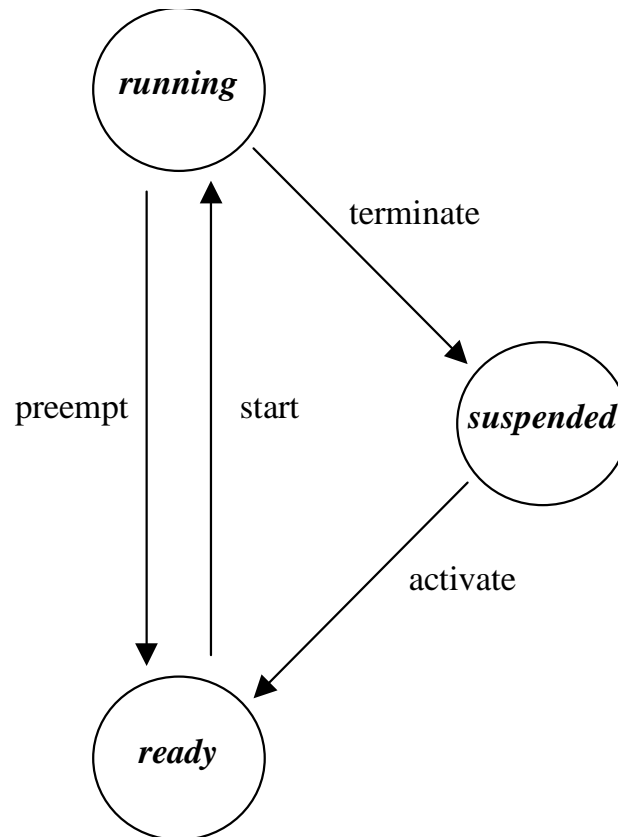 running
terminate
preempt
start
suspended
activate
ready